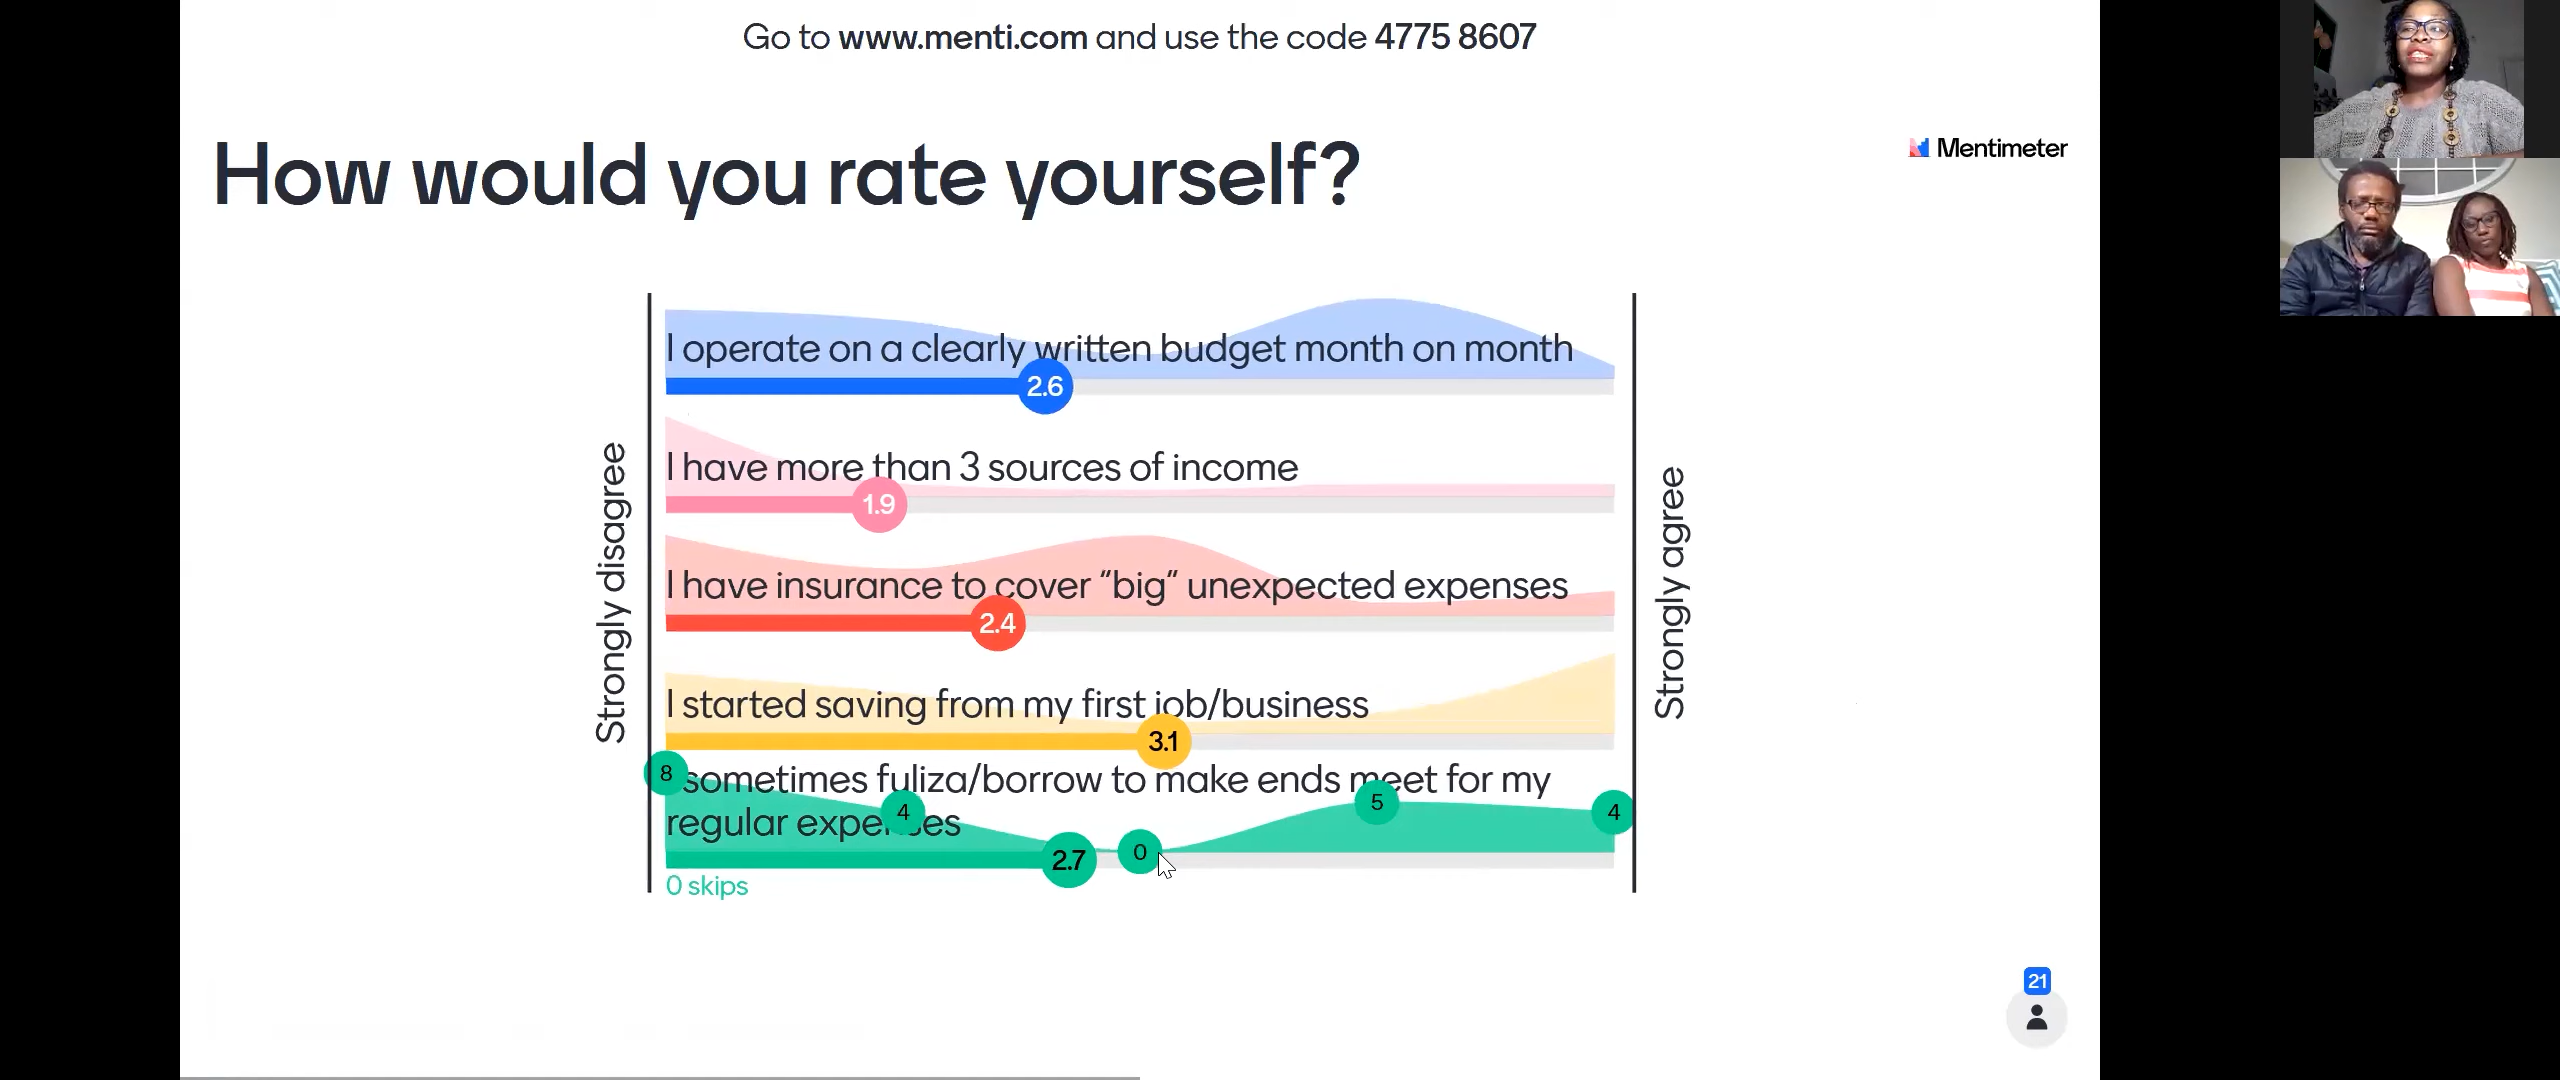 Go to www.menti.com and use the code 4775 8607
How would you rate yourself?
Mentimeter
Strongly disagree
I operate on a clearly written budget month on month
2.6
I have more than 3 sources of income
1.9
I have insurance to cover “big” unexpected expenses
2.4
I started saving from my first job/business
3.1
8
sometimes fuliza/borrow to make ends meet for my
regular expenses
4
5
4
2.7
0
0 skips
Strongly agree
21